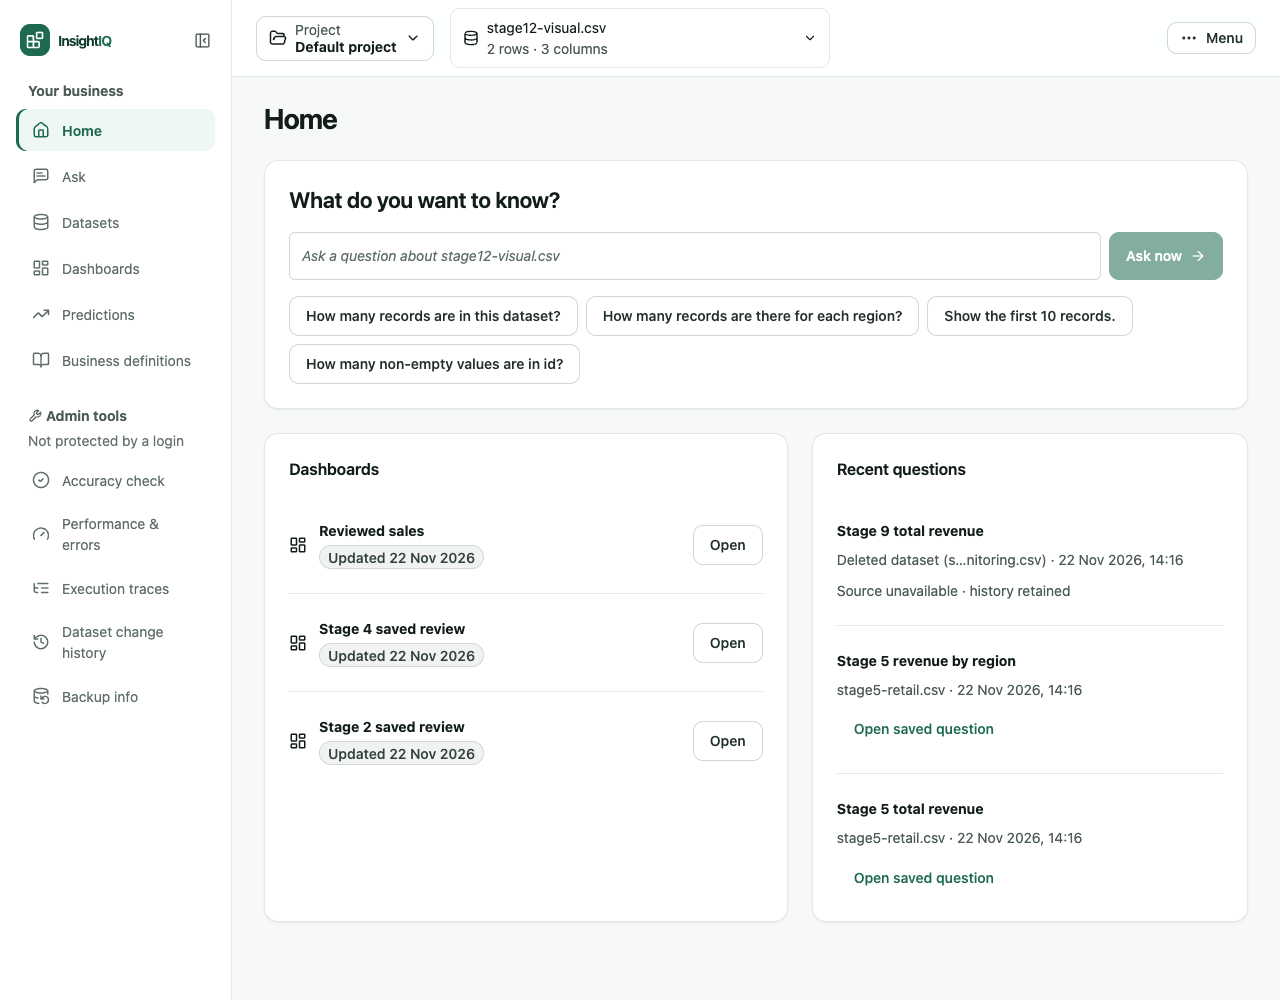 InsightIQ
Project
Default project
stage12-visual.csv
2 rows · 3 columns
Menu
Your business
Home
Ask
Datasets
Dashboards
Predictions
Business definitions
Admin tools
Not protected by a login
Accuracy check
Performance &
errors
Execution traces
Dataset change
history
Backup info
Home
What do you want to know?
Ask a question about stage12-visual.csv
Ask now
How many records are in this dataset?
How many records are there for each region?
Show the first 10 records.
How many non-empty values are in id?
Dashboards
Reviewed sales
Updated 22 Nov 2026
Open
Stage 4 saved review
Updated 22 Nov 2026
Open
Stage 2 saved review
Updated 22 Nov 2026
Open
Recent questions
Stage 9 total revenue
Deleted dataset (s…nitoring.csv) · 22 Nov 2026, 14:16
Source unavailable · history retained
Stage 5 revenue by region
stage5-retail.csv · 22 Nov 2026, 14:16
Open saved question
Stage 5 total revenue
stage5-retail.csv · 22 Nov 2026, 14:16
Open saved question